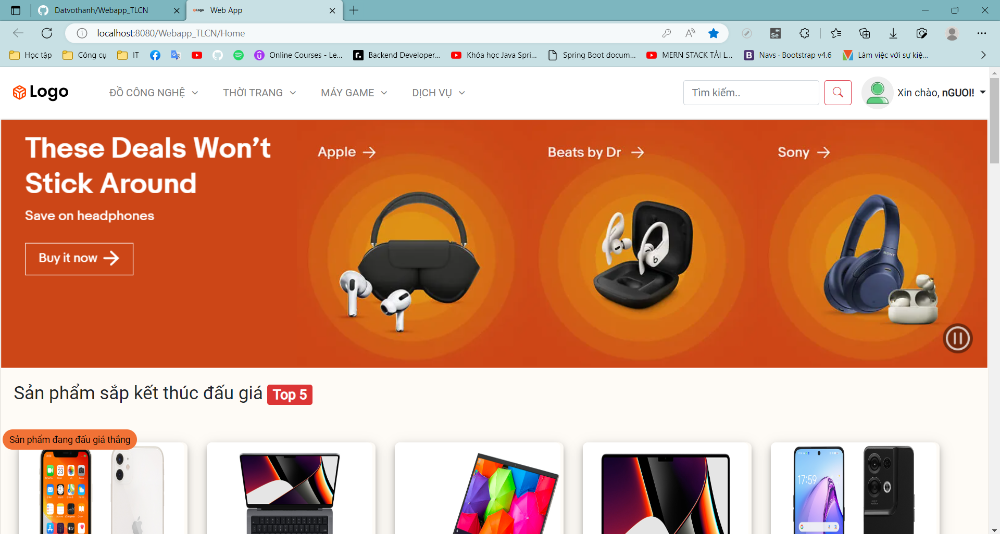 Datvothanh/Webapp_TLCN
Logo Web App
localhost:8080/Webapp_TLCN/Home
Học tập
Công cụ
IT
Online Courses - Le...
Backend Developer...
Khóa học Java Spri...
Spring Boot docum...
MERN STACK TẢI L...
Navs · Bootstrap v4.6
Làm việc với sự kiệ...
Logo
ĐỒ CÔNG NGHỆ
THỜI TRANG
MÁY GAME
DỊCH VỤ
Tìm kiếm..
Xin chào, nGUOI!
These Deals Won't
Stick Around
Save on headphones
Buy it now
Apple
Beats by Dr
Sony
SONY
Sản phẩm sắp kết thúc đấu giá Top 5
Sản phẩm đang đấu giá thắng
17:59